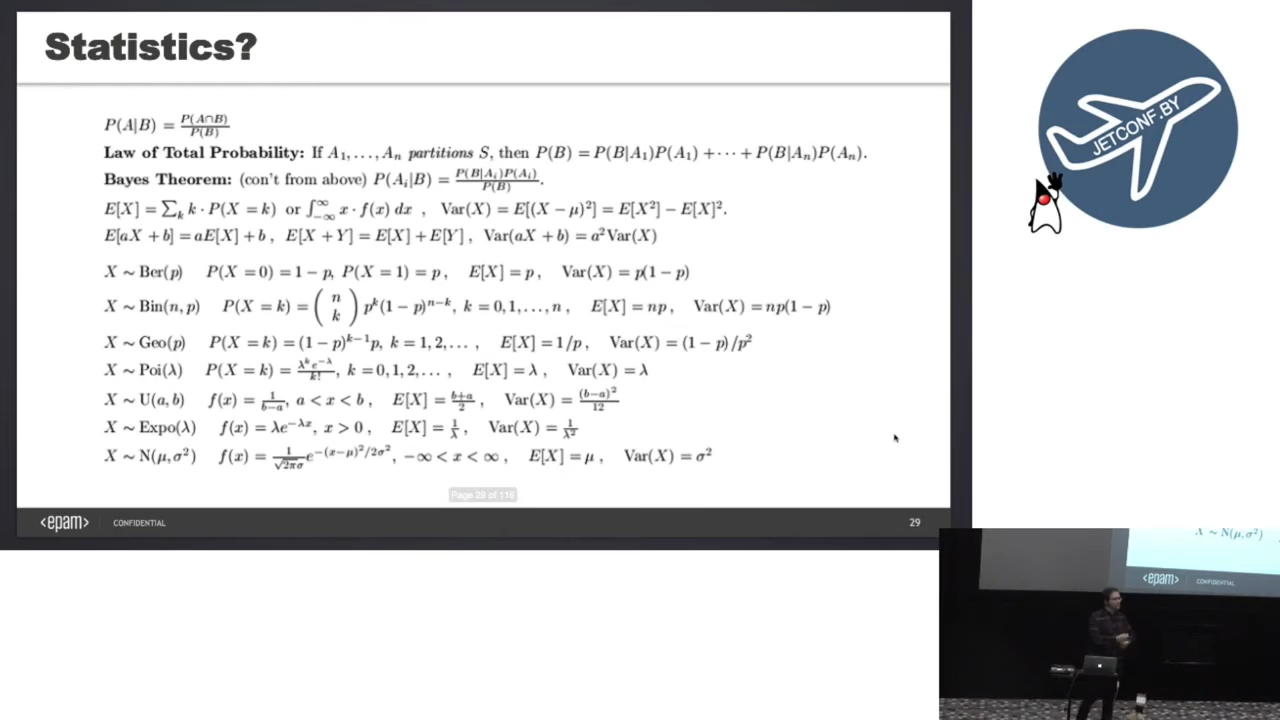 Statistics?
P(A|B) = P(A∩B)/P(B)
Law of Total Probability: If A₁, . . . , Aₙ partitions S, then P(B) = P(B|A₁)P(A₁) + · · · + P(B|Aₙ)P(Aₙ).
Bayes Theorem: (con't from above) P(Aᵢ|B) = P(B|Aᵢ)P(Aᵢ)/P(B).
E[X] = ∑ₖ k · P(X = k) or ∫_{-∞}^{∞} x · f(x) dx , Var(X) = E[(X − μ)²] = E[X²] − E[X]².
E[aX + b] = aE[X] + b , E[X + Y] = E[X] + E[Y] , Var(aX + b) = a²Var(X)
X ∼ Ber(p) P(X = 0) = 1 − p, P(X = 1) = p , E[X] = p , Var(X) = p(1 − p)
X ∼ Bin(n, p) P(X = k) = (n k) pᵏ(1 − p)ⁿ⁻ᵏ, k = 0, 1, . . . , n , E[X] = np , Var(X) = np(1 − p)
X ∼ Geo(p) P(X = k) = (1 − p)ᵏ⁻¹p, k = 1, 2, . . . , E[X] = 1/p , Var(X) = (1 − p)/p²
X ∼ Poi(λ) P(X = k) = λᵏe^{−λ}/k!, k = 0, 1, 2, . . . , E[X] = λ , Var(X) = λ
X ∼ U(a, b) f(x) = 1/(b−a), a < x < b , E[X] = (b+a)/2 , Var(X) = (b−a)²/12
X ∼ Expo(λ) f(x) = λe^{−λx}, x > 0 , E[X] = 1/λ , Var(X) = 1/λ²
X ∼ N(μ, σ²) f(x) = 1/(√2πσ) e^{−(x−μ)²/2σ²}, −∞ < x < ∞ , E[X] = μ , Var(X) = σ²
Page 29 of 116
<epam> CONFIDENTIAL 29
JETCONF.BY
X ∼ N(μ, σ²)
<epam> CONFIDENTIAL